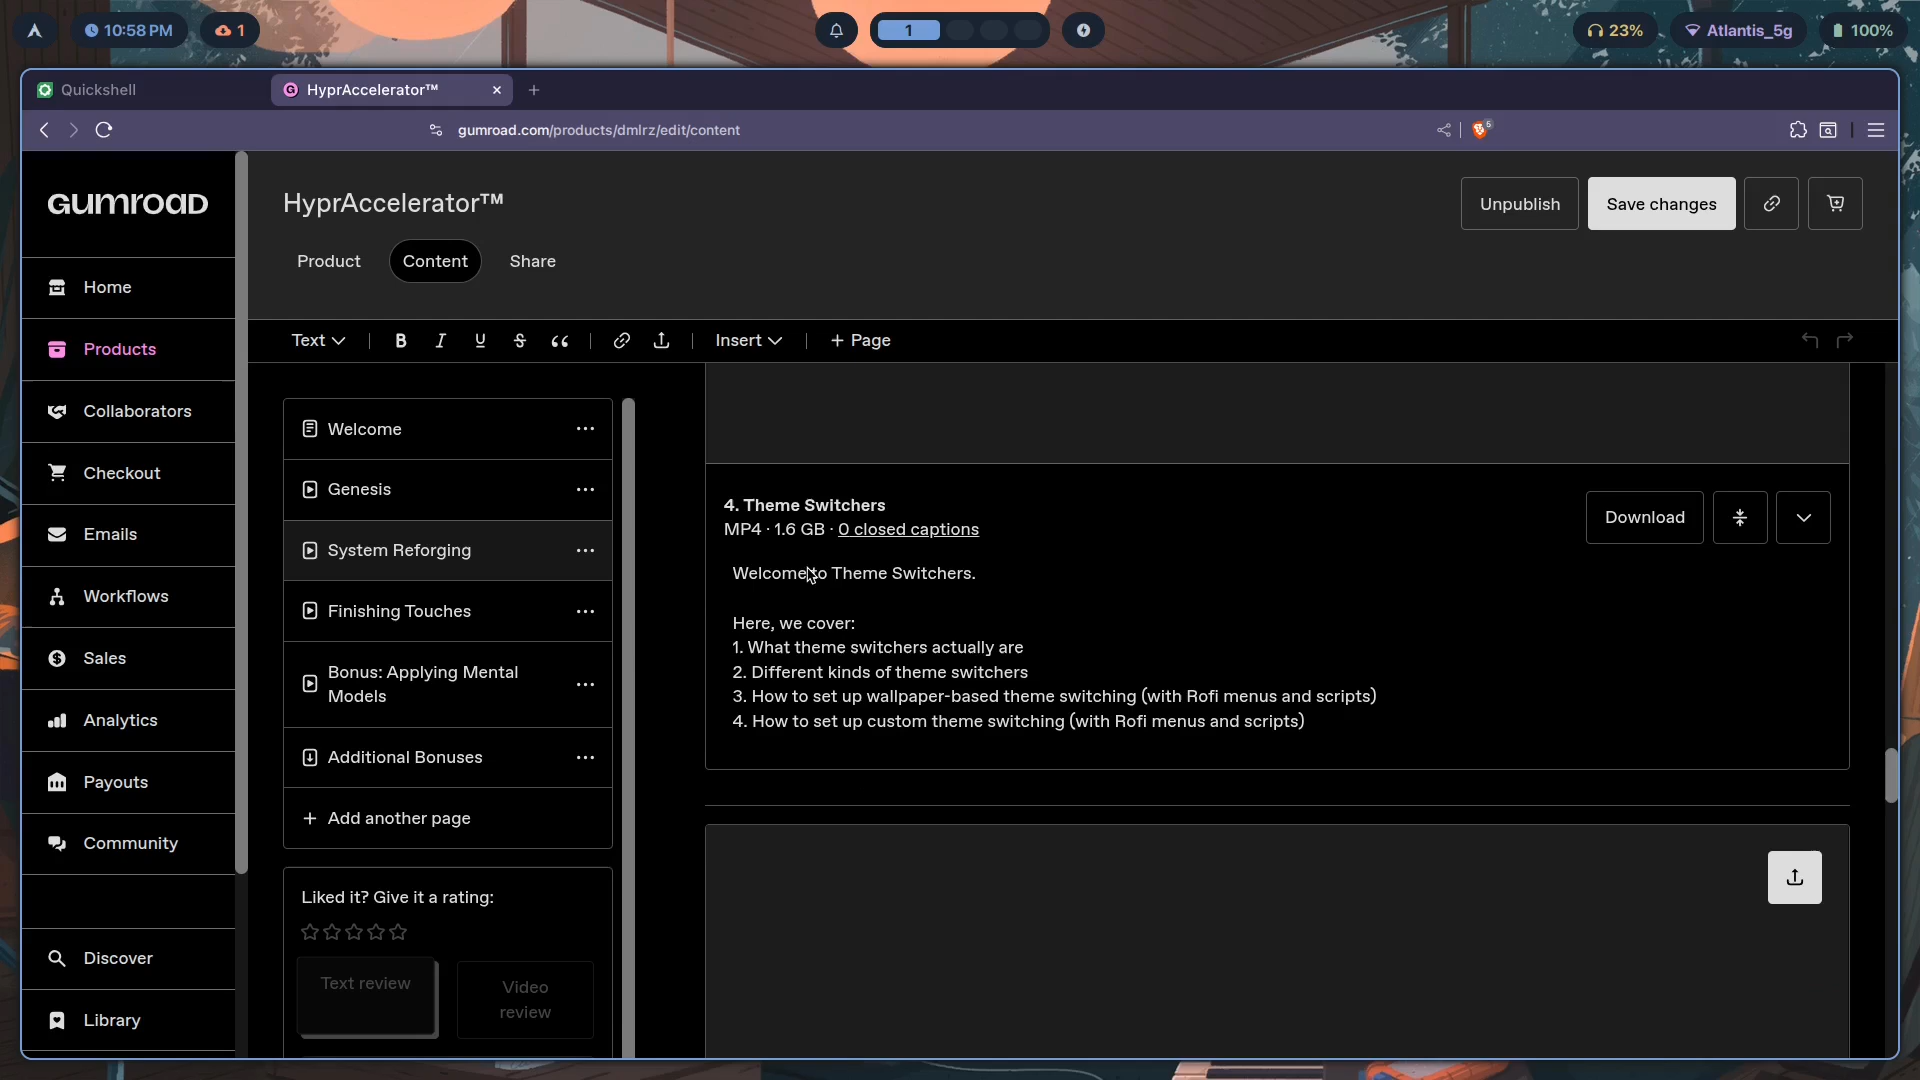 10:58 PM
1
1
23%
Atlantis_5g
100%
Quickshell
HyprAccelerator™
gumroad.com/products/dmlrz/edit/content
5
GUMROAD
HyprAccelerator™
Unpublish
Save changes
Product
Content
Share
Home
Products
Collaborators
Checkout
Emails
Workflows
Sales
Analytics
Payouts
Community
Discover
Library
Text
B
I
U
S
Insert
+ Page
Welcome
Genesis
System Reforging
Finishing Touches
Bonus: Applying Mental
Models
Additional Bonuses
+ Add another page
Liked it? Give it a rating:
Text review
Video
review
4. Theme Switchers
MP4 · 1.6 GB · 0 closed captions
Download
Welcome to Theme Switchers.
Here, we cover:
1. What theme switchers actually are
2. Different kinds of theme switchers
3. How to set up wallpaper-based theme switching (with Rofi menus and scripts)
4. How to set up custom theme switching (with Rofi menus and scripts)